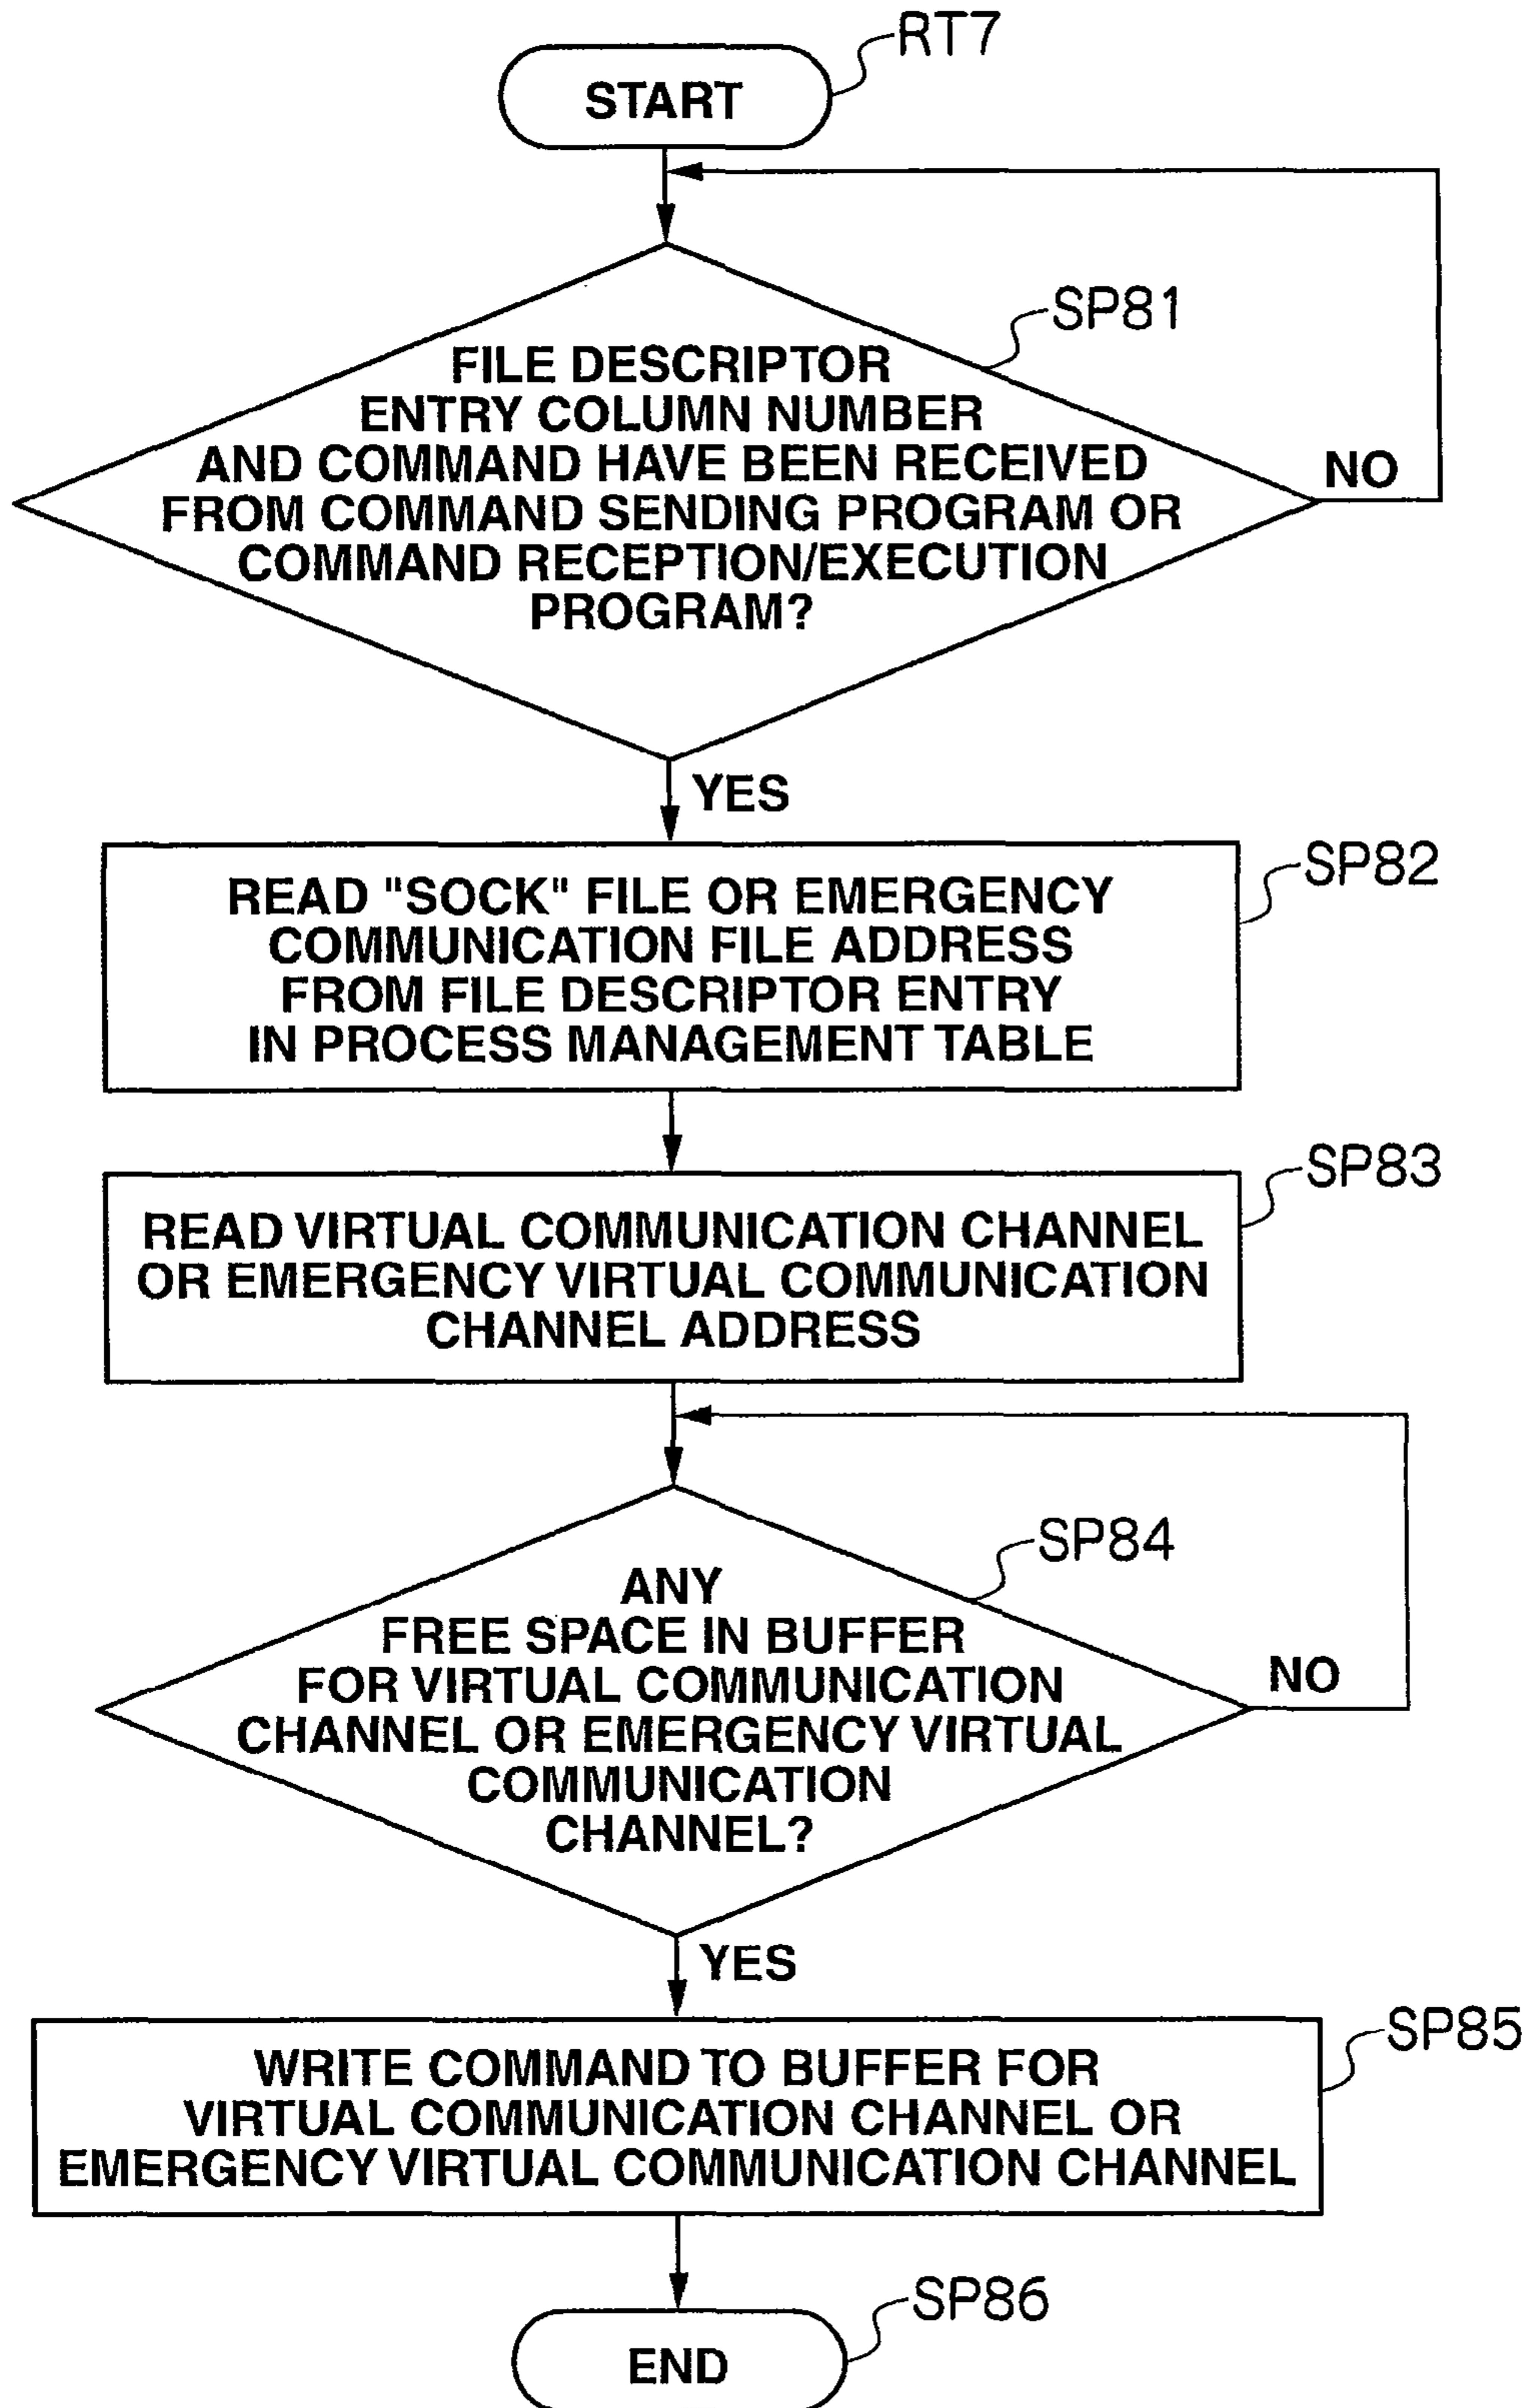 RT7
START
SP81
FILE DESCRIPTOR
ENTRY COLUMN NUMBER
AND COMMAND HAVE BEEN RECEIVED
FROM COMMAND SENDING PROGRAM OR
COMMAND RECEPTION/EXECUTION
PROGRAM?
NO
YES
SP82
READ "SOCK" FILE OR EMERGENCY
COMMUNICATION FILE ADDRESS
FROM FILE DESCRIPTOR ENTRY
IN PROCESS MANAGEMENT TABLE
SP83
READ VIRTUAL COMMUNICATION CHANNEL
OR EMERGENCY VIRTUAL COMMUNICATION
CHANNEL ADDRESS
SP84
ANY
FREE SPACE IN BUFFER
FOR VIRTUAL COMMUNICATION
CHANNEL OR EMERGENCY VIRTUAL
COMMUNICATION
CHANNEL?
NO
YES
SP85
WRITE COMMAND TO BUFFER FOR
VIRTUAL COMMUNICATION CHANNEL OR
EMERGENCY VIRTUAL COMMUNICATION CHANNEL
SP86
END